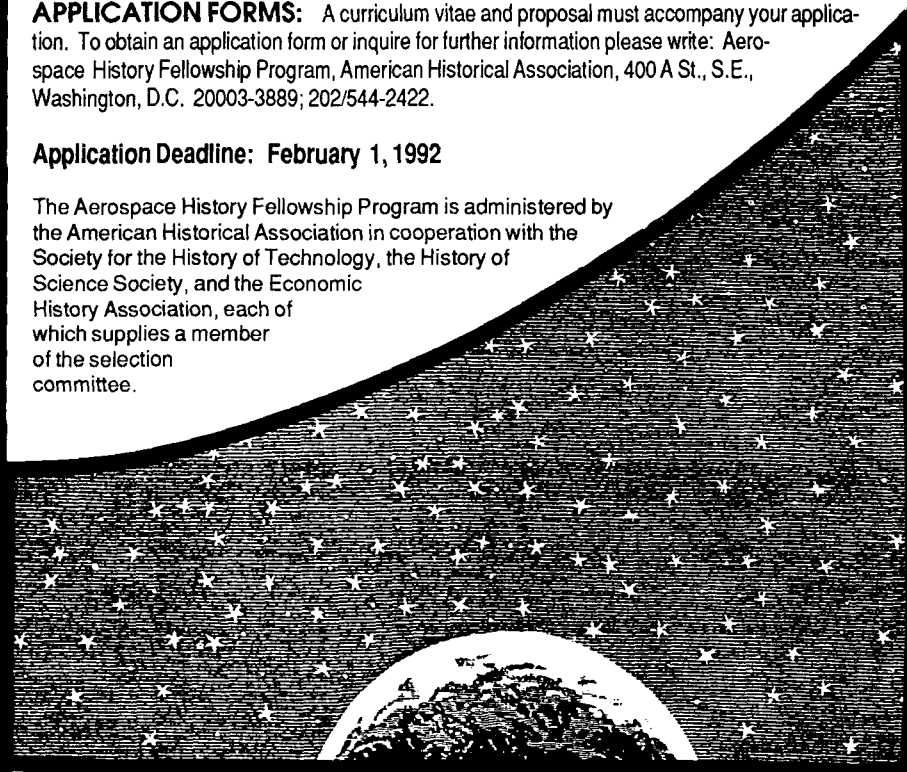 APPLICATION FORMS: A curriculum vitae and proposal must accompany your applica-
tion. To obtain an application form or inquire for further information please write: Aero-
space History Fellowship Program, American Historical Association, 400 A St., S.E.,
Washington, D.C. 20003-3889; 202/544-2422.
Application Deadline: February 1, 1992
The Aerospace History Fellowship Program is administered by
the American Historical Association in cooperation with the
Society for the History of Technology, the History of
Science Society, and the Economic
History Association, each of
which supplies a member
of the selection
committee.